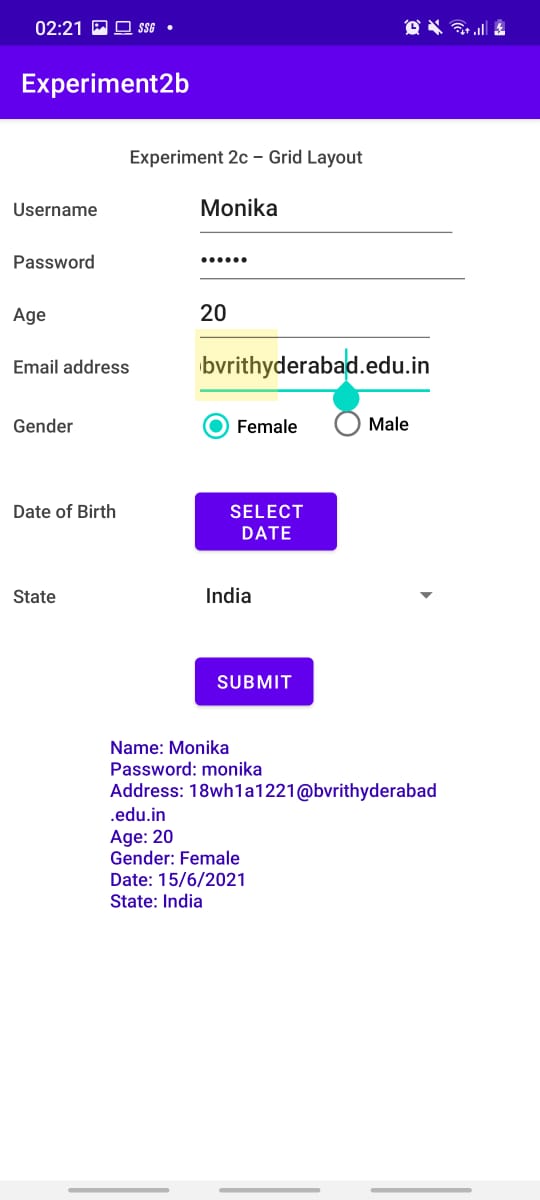 02:21 SSG
Experiment2b
Experiment 2c – Grid Layout
Username Monika
Password ••••••
Age 20
Email address bvrithyderabad.edu.in
Gender Female Male
Date of Birth SELECT
DATE
State India
SUBMIT
Name: Monika
Password: monika
Address: 18wh1a1221@bvrithyderabad
.edu.in
Age: 20
Gender: Female
Date: 15/6/2021
State: India